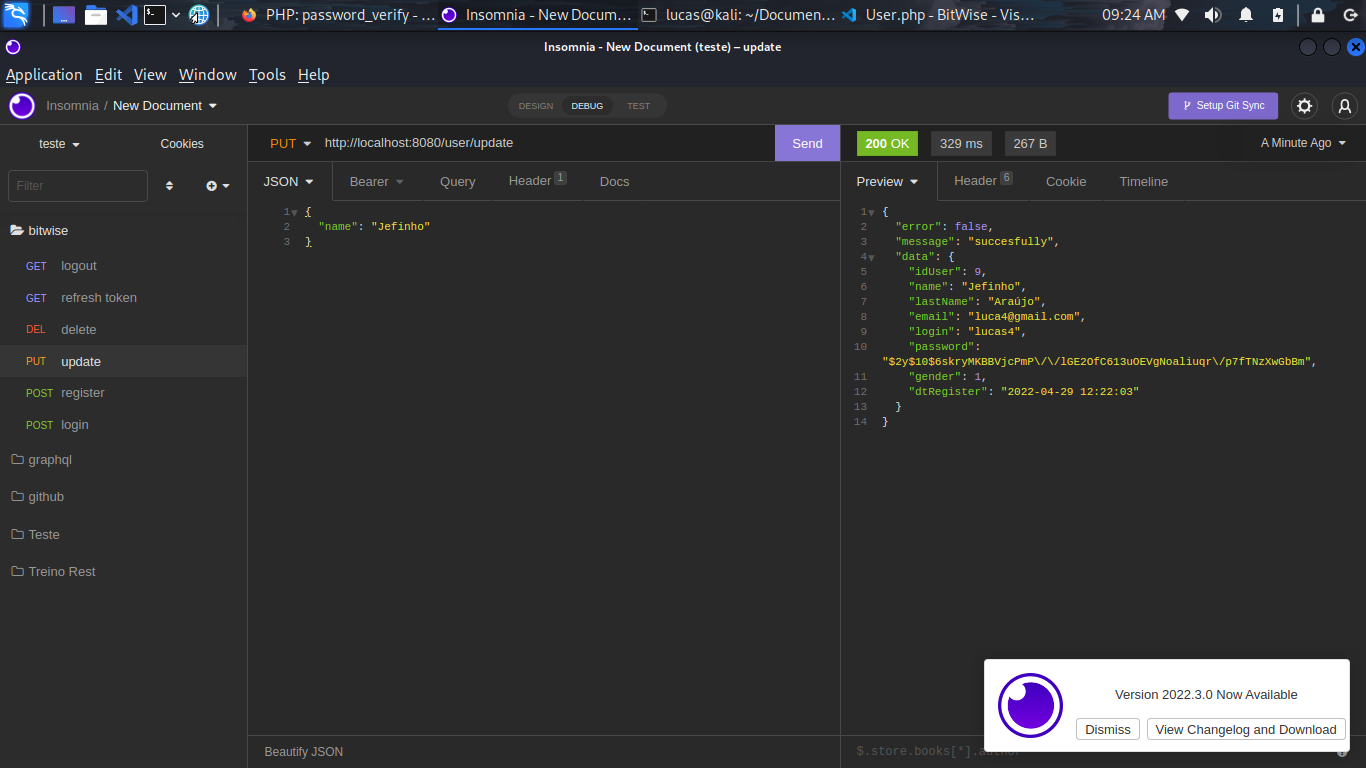 PHP: password_verify - ...
Insomnia - New Docum...
lucas@kali: ~/Documen...
User.php - BitWise - Vis...
09:24 AM
Insomnia - New Document (teste) – update
Application Edit View Window Tools Help
Insomnia / New Document
DESIGN DEBUG TEST
Setup Git Sync
teste
Cookies
PUT http://localhost:8080/user/update
Send
200 OK 329 ms 267 B
A Minute Ago
Filter
JSON Bearer Query Header 1 Docs
Preview Header 6 Cookie Timeline
bitwise
GET logout
GET refresh token
DEL delete
PUT update
POST register
POST login
graphql
github
Teste
Treino Rest
1 {
2 "name": "Jefinho"
3 }
1 {
2 "error": false,
3 "message": "succesfully",
4 "data": {
5 "idUser": 9,
6 "name": "Jefinho",
7 "lastName": "Araújo",
8 "email": "luca4@gmail.com",
9 "login": "lucas4",
10 "password":
"$2y$10$6skryMKBBVjcPmP\/\/lGE2OfC613uOEVgNoaliuqr\/p7fTNzXwGbBm",
11 "gender": 1,
12 "dtRegister": "2022-04-29 12:22:03"
13 }
14 }
Version 2022.3.0 Now Available
Dismiss
View Changelog and Download
Beautify JSON
$.store.books[*].author